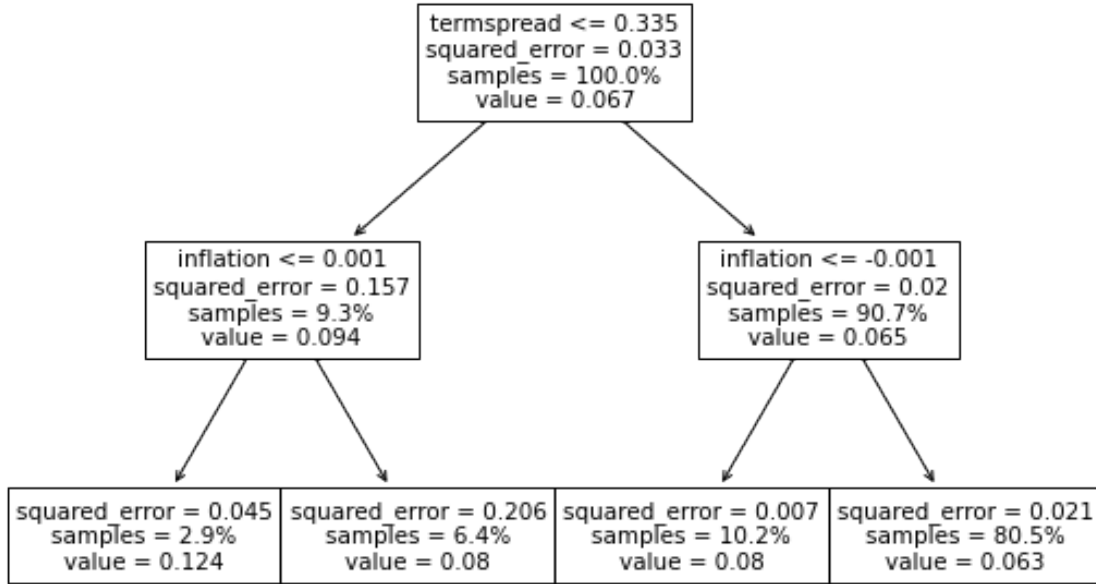 termspread <= 0.335
squared_error = 0.033
samples = 100.0%
value = 0.067
inflation <= 0.001
squared_error = 0.157
samples = 9.3%
value = 0.094
inflation <= -0.001
squared_error = 0.02
samples = 90.7%
value = 0.065
squared_error = 0.045
samples = 2.9%
value = 0.124
squared_error = 0.206
samples = 6.4%
value = 0.08
squared_error = 0.007
samples = 10.2%
value = 0.08
squared_error = 0.021
samples = 80.5%
value = 0.063